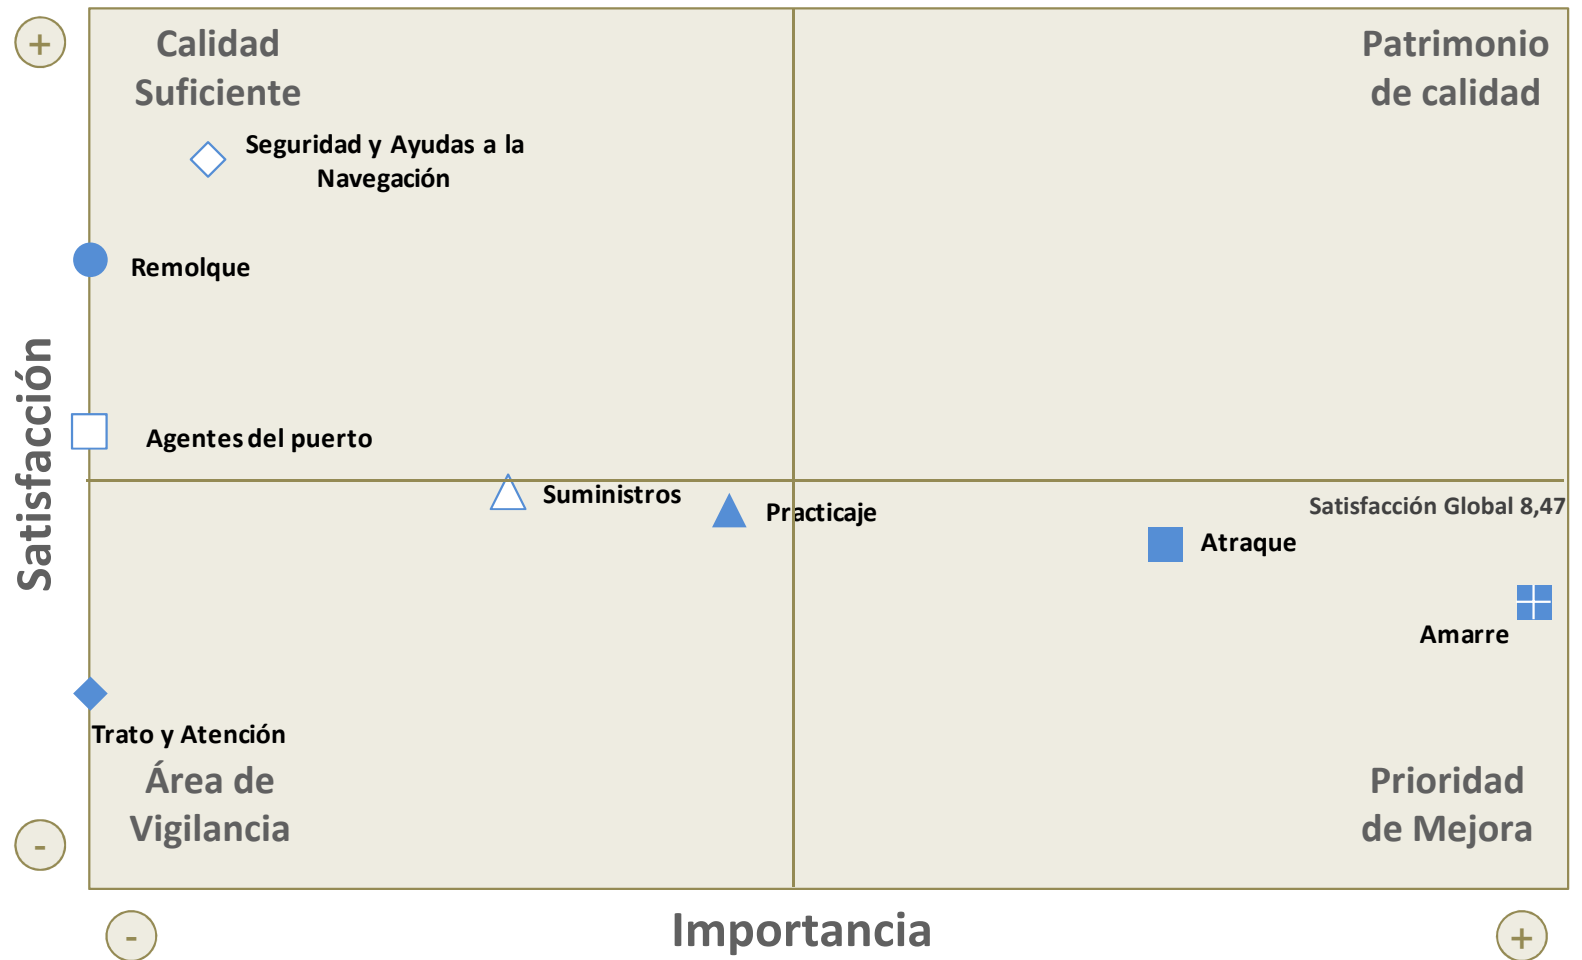 +
Calidad
Suficiente
Patrimonio
de calidad
Seguridad y Ayudas a la
Navegación
Remolque
Satisfacción
Agentes del puerto
Suministros
Practicaje
Satisfacción Global 8,47
Atraque
Amarre
Trato y Atención
Área de
Vigilancia
Prioridad
de Mejora
-
-
Importancia
+